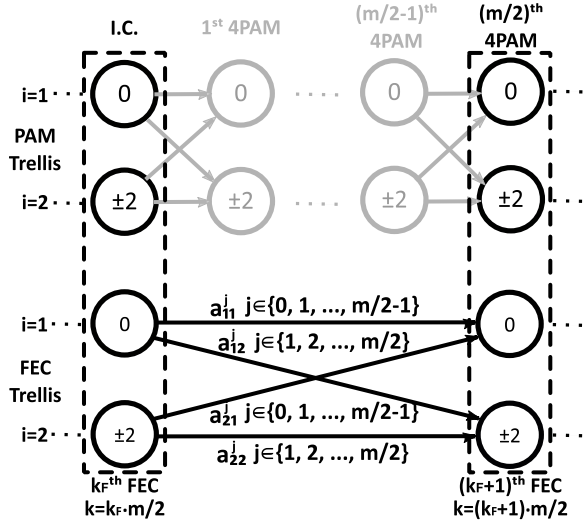 I.C. 1st 4PAM (m/2-1)th 4PAM (m/2)th 4PAM
i=1 · · · 0 0 · · · · 0 0 · · ·
PAM Trellis
i=2 · · · ±2 ±2 · · · · ±2 ±2 · · ·
i=1 · · · 0 a₁₁ʲ j∈{0, 1, ..., m/2-1} 0 · · ·
a₁₂ʲ j∈{1, 2, ..., m/2}
FEC Trellis
a₂₁ʲ j∈{0, 1, ..., m/2-1}
i=2 · · · ±2 a₂₂ʲ j∈{1, 2, ..., m/2} ±2 · · ·
kFth FEC (kF+1)th FEC
k=kF·m/2 k=(kF+1)·m/2